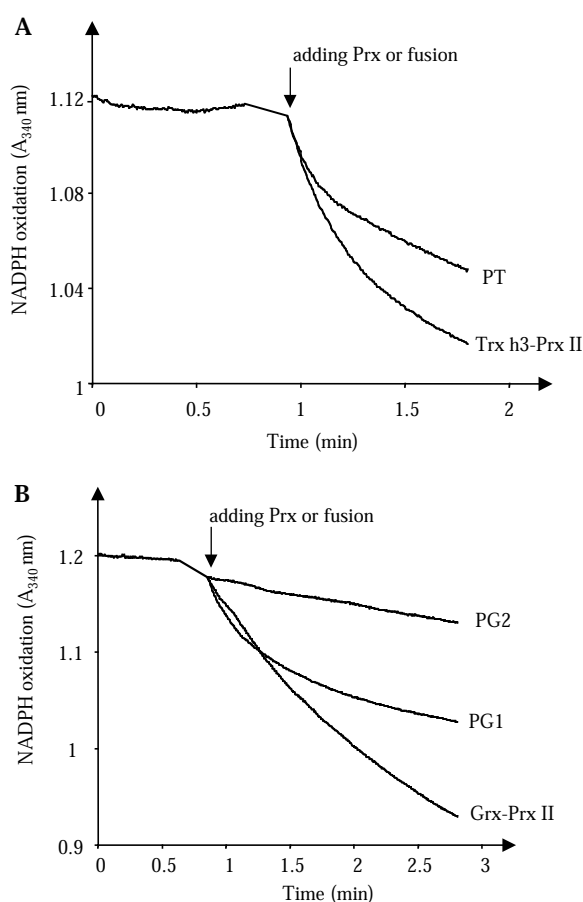 A
adding Prx or fusion
NADPH oxidation (A340 nm)
1.12
1.08
1.04
1
PT
Trx h3-Prx II
0 0.5 1 1.5 2
Time (min)
B
adding Prx or fusion
NADPH oxidation (A340 nm)
1.2
1.1
1
0.9
PG2
PG1
Grx-Prx II
0 0.5 1 1.5 2 2.5 3
Time (min)